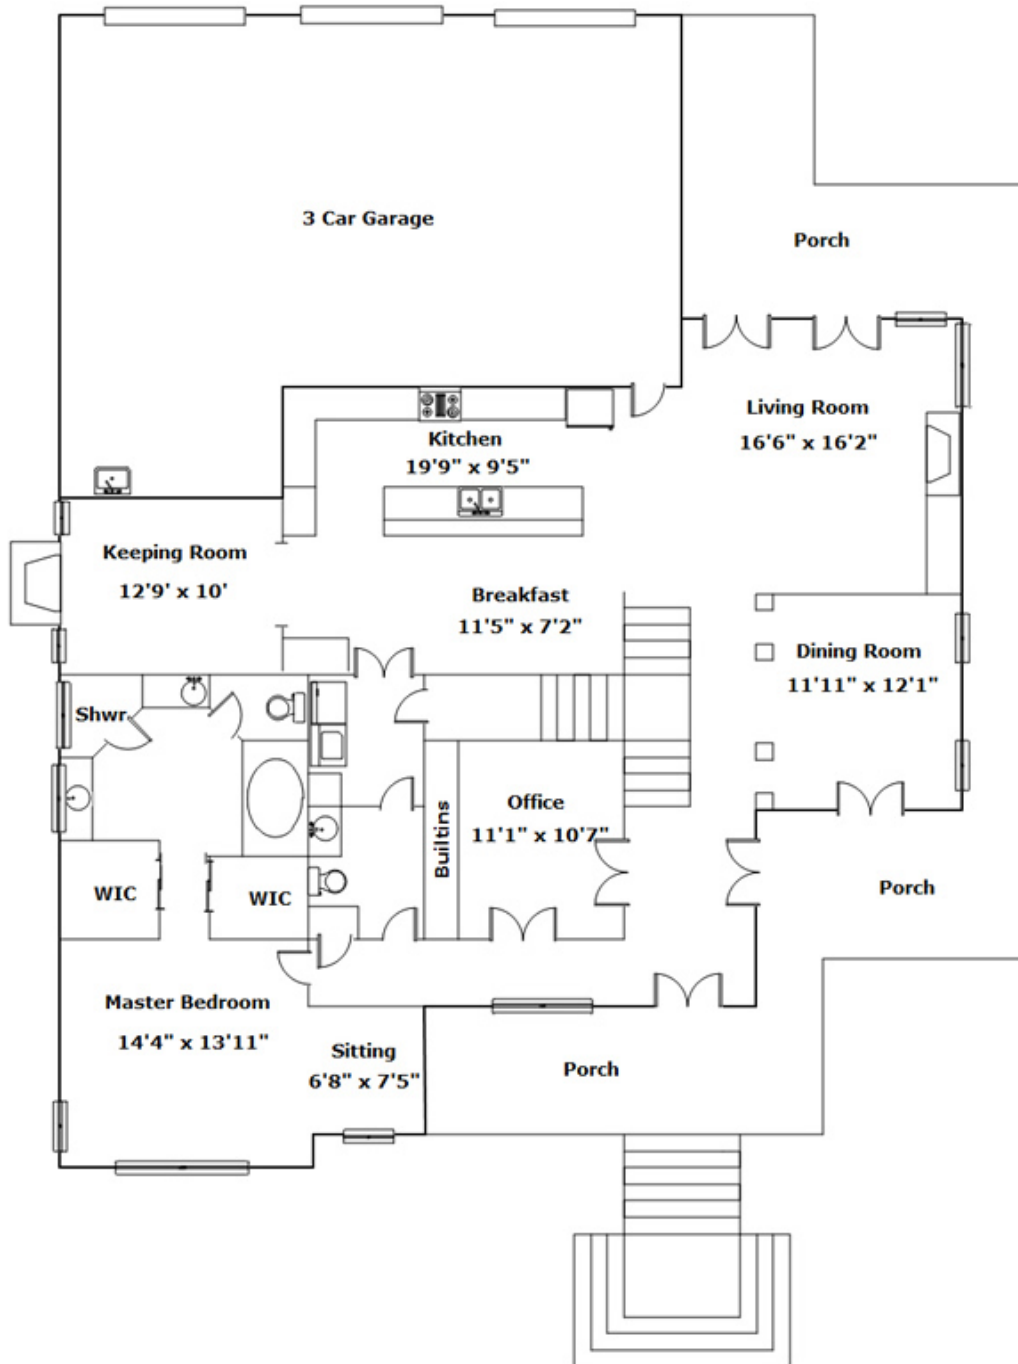 3 Car Garage
Porch
Living Room
16'6" x 16'2"
Kitchen
19'9" x 9'5"
Keeping Room
12'9' x 10'
Breakfast
11'5" x 7'2"
Dining Room
11'11" x 12'1"
Shwr
Office
11'1" x 10'7"
Builtins
WIC
WIC
Porch
Master Bedroom
14'4" x 13'11"
Sitting
6'8" x 7'5"
Porch